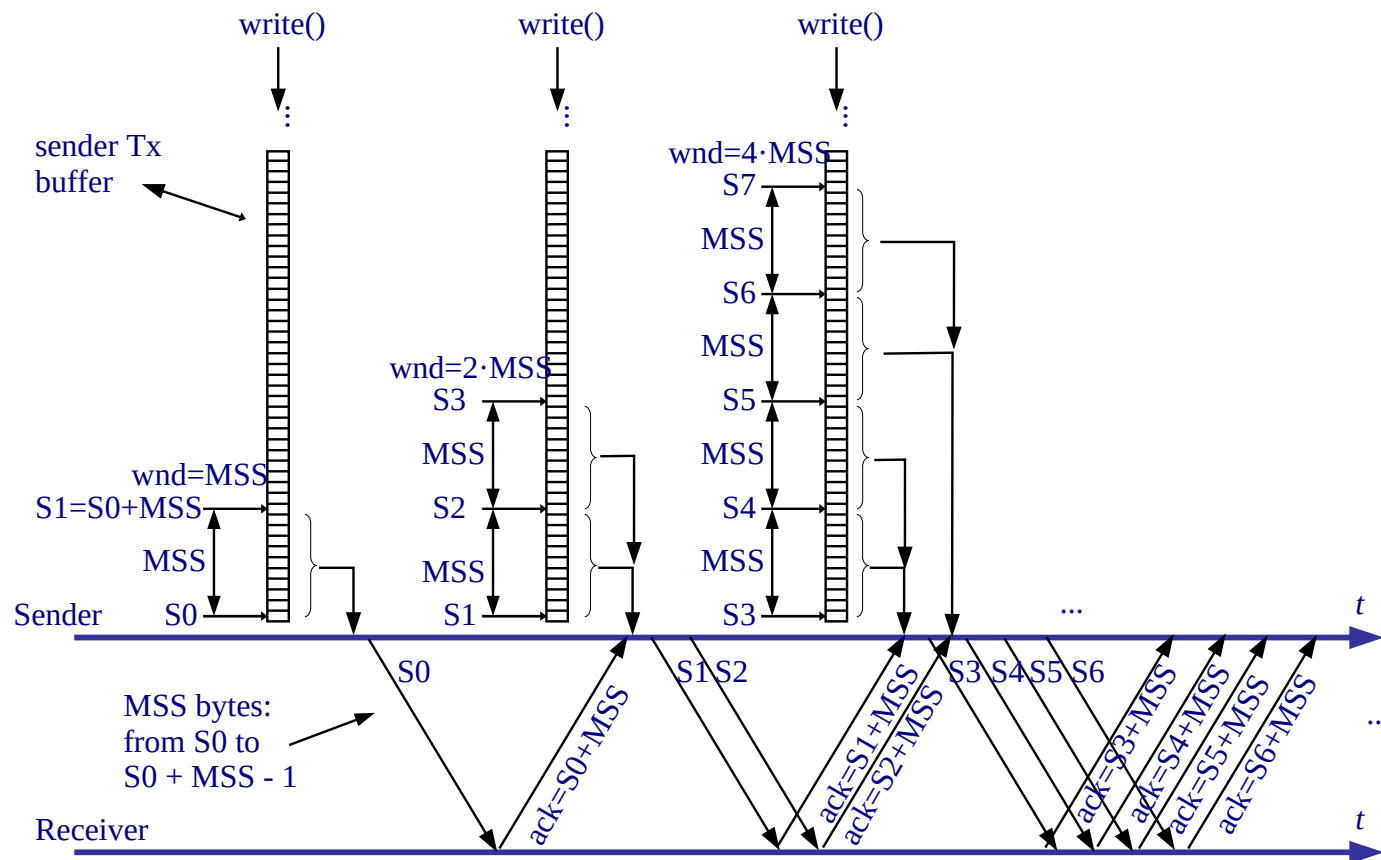 write()
write()
write()
...
...
...
sender Tx
buffer
wnd=MSS
S1=S0+MSS
MSS
S0
wnd=2·MSS
S3
MSS
S2
MSS
S1
wnd=4·MSS
S7
MSS
S6
MSS
S5
MSS
S4
MSS
S3
Sender
...
t
S0
S1
S2
S3
S4
S5
S6
MSS bytes:
from S0 to
S0 + MSS - 1
ack=S0+MSS
ack=S1+MSS
ack=S2+MSS
ack=S3+MSS
ack=S4+MSS
ack=S5+MSS
ack=S6+MSS
..
Receiver
t